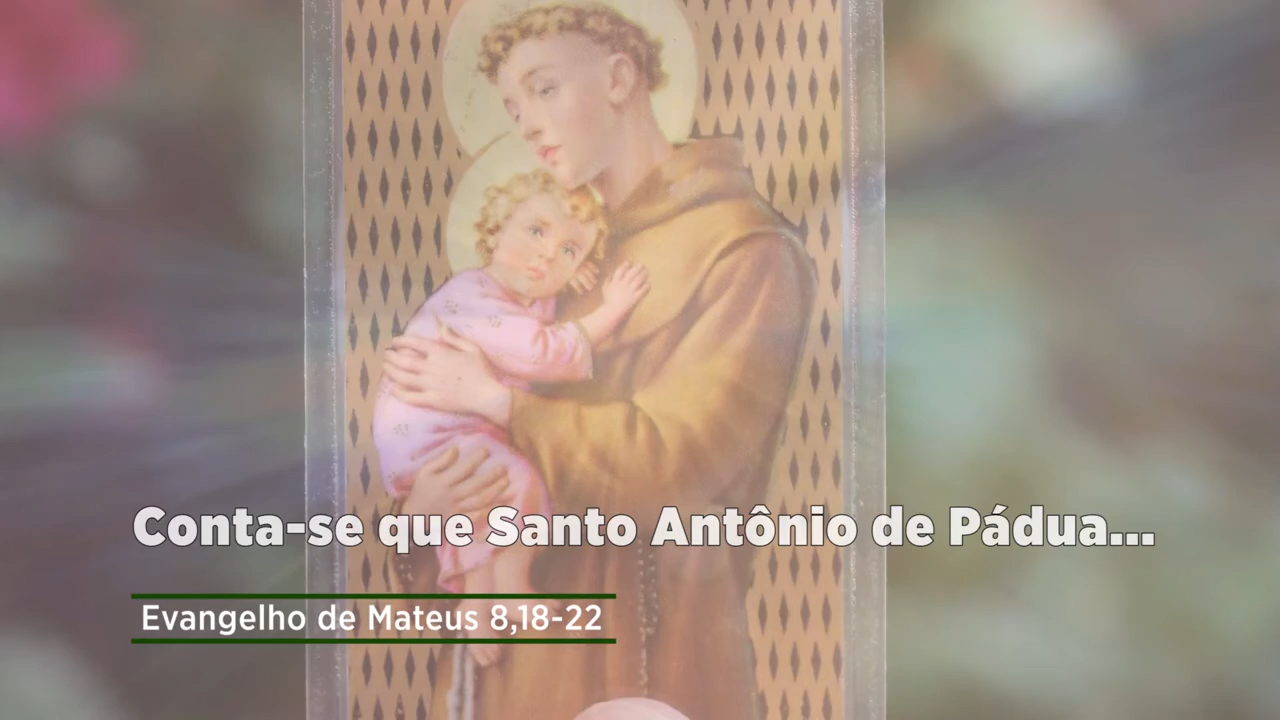 Conta-se que Santo Antônio de Pádua...
Evangelho de Mateus 8,18-22